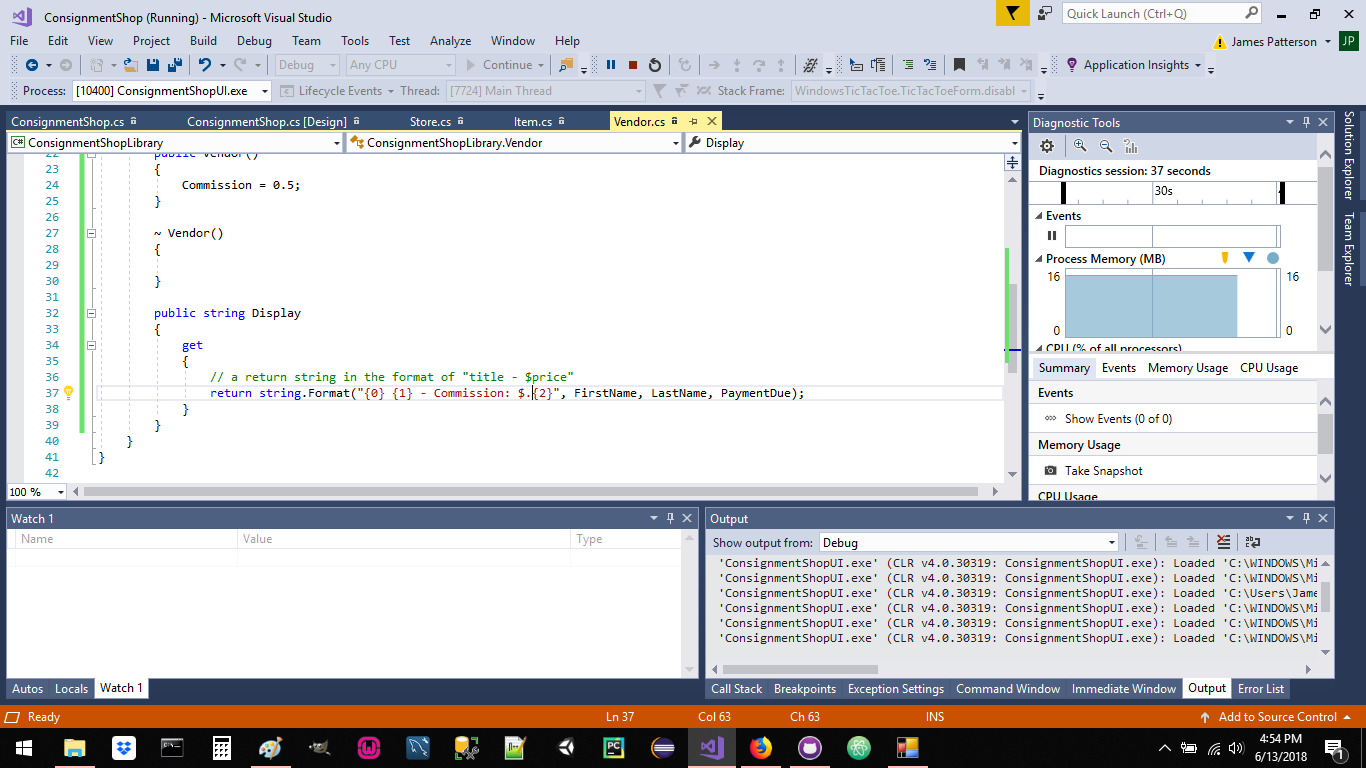 ConsignmentShop (Running) - Microsoft Visual Studio
Quick Launch (Ctrl+Q)
File Edit View Project Build Debug Team Tools Test Analyze Window Help
James Patterson JP
Debug Any CPU Continue Application Insights
Process: [10400] ConsignmentShopUI.exe Lifecycle Events Thread: [7724] Main Thread Stack Frame: WindowsTicTacToe.TicTacToeForm.disabl
ConsignmentShop.cs ConsignmentShop.cs [Design] Store.cs Item.cs Vendor.cs
C# ConsignmentShopLibrary ConsignmentShopLibrary.Vendor Display
22 public Vendor()
23 {
24 Commission = 0.5;
25 }
26
27 ~ Vendor()
28 {
29
30 }
31
32 public string Display
33 {
34 get
35 {
36 // a return string in the format of "title - $price"
37 return string.Format("{0} {1} - Commission: $.{2}", FirstName, LastName, PaymentDue);
38 }
39 }
40 }
41 }
42
100 %
Diagnostic Tools
Diagnostics session: 37 seconds
30s
Events
Process Memory (MB)
16 16
0 0
CPU (% of all processors)
Summary Events Memory Usage CPU Usage
Events
Show Events (0 of 0)
Memory Usage
Take Snapshot
CPU Usage
Solution Explorer
Team Explorer
Watch 1
Name Value Type
Autos Locals Watch 1
Output
Show output from: Debug
'ConsignmentShopUI.exe' (CLR v4.0.30319: ConsignmentShopUI.exe): Loaded 'C:\WINDOWS\Mi
'ConsignmentShopUI.exe' (CLR v4.0.30319: ConsignmentShopUI.exe): Loaded 'C:\WINDOWS\Mi
'ConsignmentShopUI.exe' (CLR v4.0.30319: ConsignmentShopUI.exe): Loaded 'C:\Users\Jame
'ConsignmentShopUI.exe' (CLR v4.0.30319: ConsignmentShopUI.exe): Loaded 'C:\WINDOWS\Mi
'ConsignmentShopUI.exe' (CLR v4.0.30319: ConsignmentShopUI.exe): Loaded 'C:\WINDOWS\Mi
'ConsignmentShopUI.exe' (CLR v4.0.30319: ConsignmentShopUI.exe): Loaded 'C:\WINDOWS\Mi
Call Stack Breakpoints Exception Settings Command Window Immediate Window Output Error List
Ready Ln 37 Col 63 Ch 63 INS Add to Source Control
PC
4:54 PM
6/13/2018
1